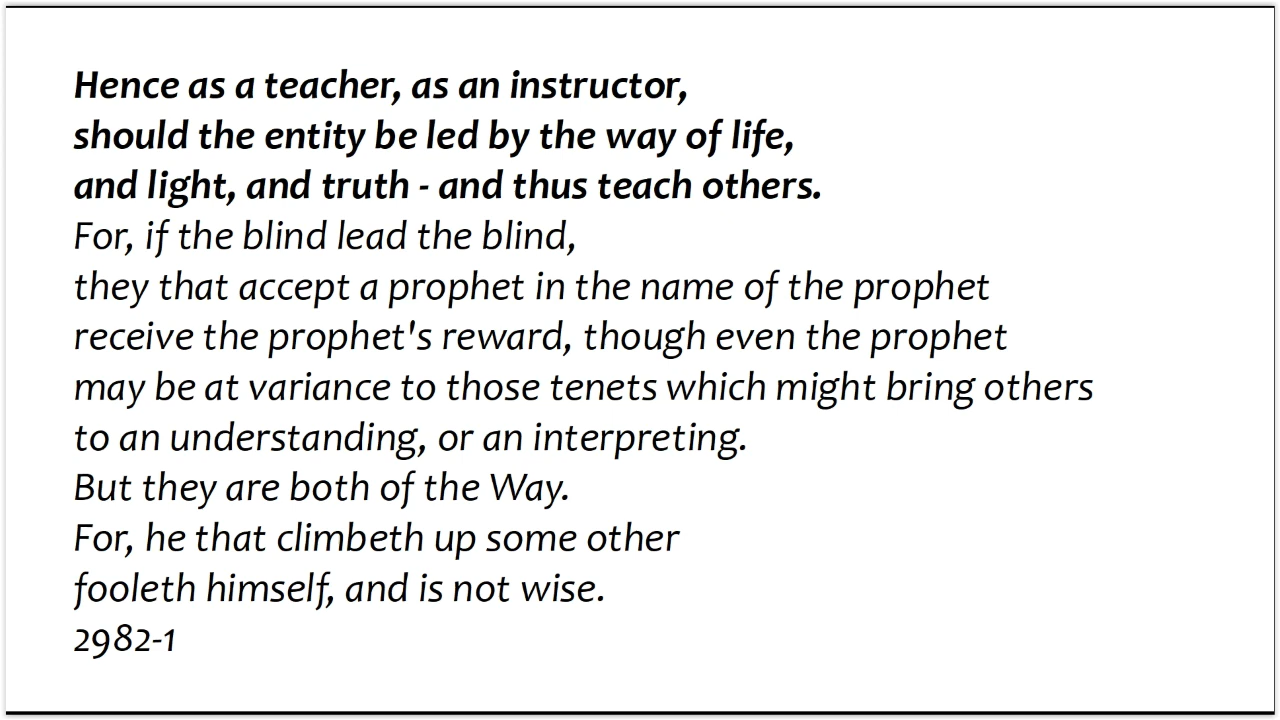 Hence as a teacher, as an instructor,
should the entity be led by the way of life,
and light, and truth - and thus teach others.
For, if the blind lead the blind,
they that accept a prophet in the name of the prophet
receive the prophet's reward, though even the prophet
may be at variance to those tenets which might bring others
to an understanding, or an interpreting.
But they are both of the Way.
For, he that climbeth up some other
fooleth himself, and is not wise.
2982-1